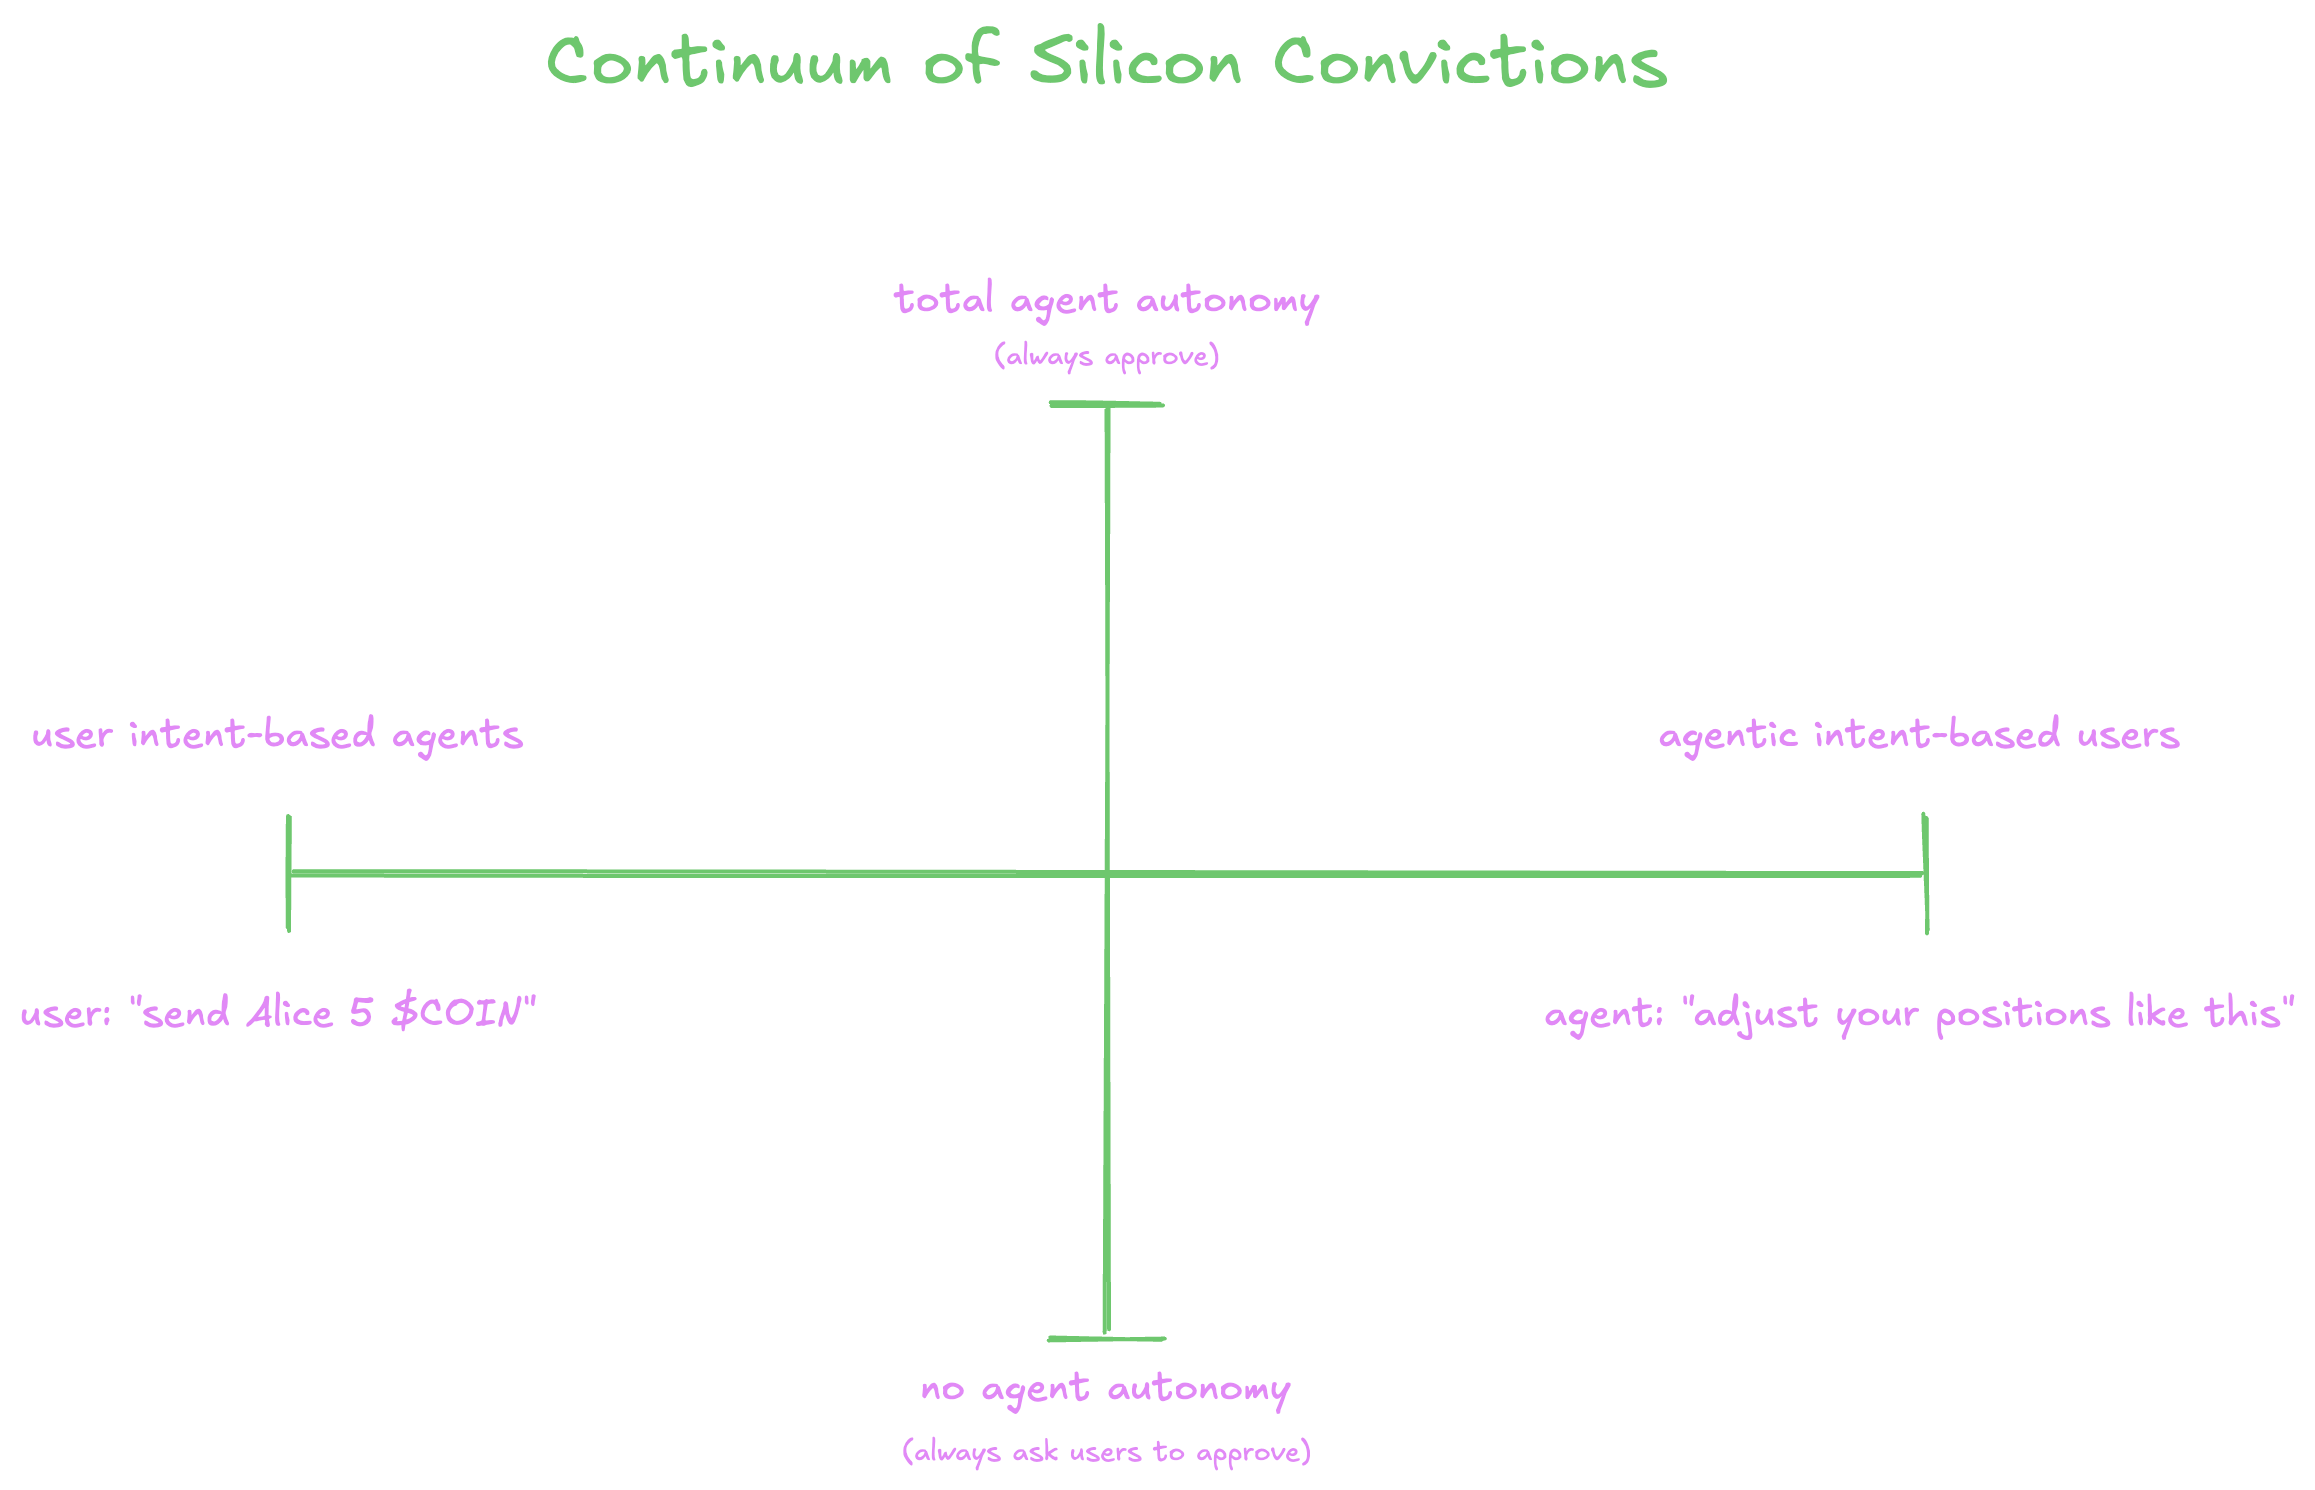 Continuum of Silicon Convictions
total agent autonomy
(always approve)
user intent-based agents
agentic intent-based users
user: "send Alice 5 $COIN"
agent: "adjust your positions like this"
no agent autonomy
(always ask users to approve)